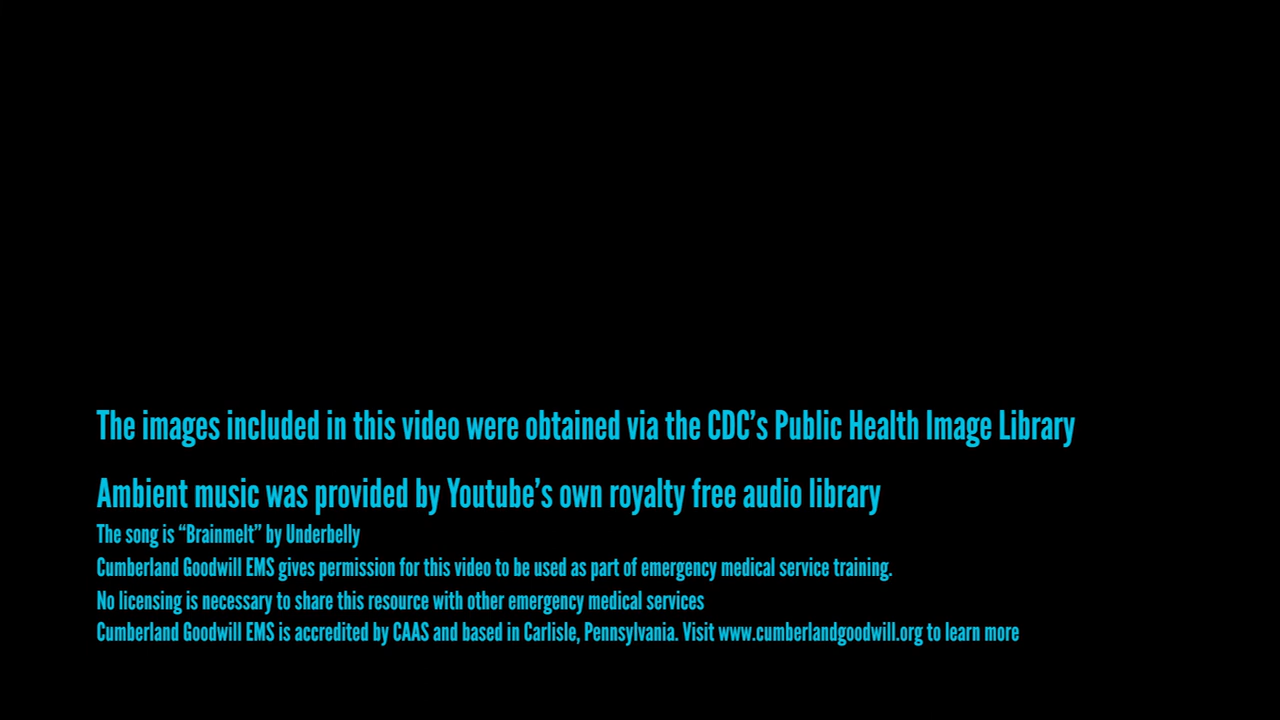 The images included in this video were obtained via the CDC’s Public Health Image Library
Ambient music was provided by Youtube’s own royalty free audio library
The song is “Brainmelt” by Underbelly
Cumberland Goodwill EMS gives permission for this video to be used as part of emergency medical service training.
No licensing is necessary to share this resource with other emergency medical services
Cumberland Goodwill EMS is accredited by CAAS and based in Carlisle, Pennsylvania. Visit www.cumberlandgoodwill.org to learn more